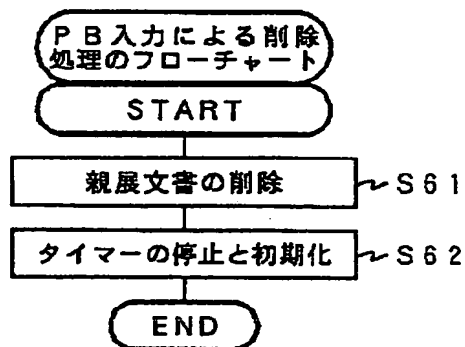 ＰＢ入力による削除
処理のフローチャート
ＳＴＡＲＴ
親展文書の削除
Ｓ６１
タイマーの停止と初期化
Ｓ６２
ＥＮＤ